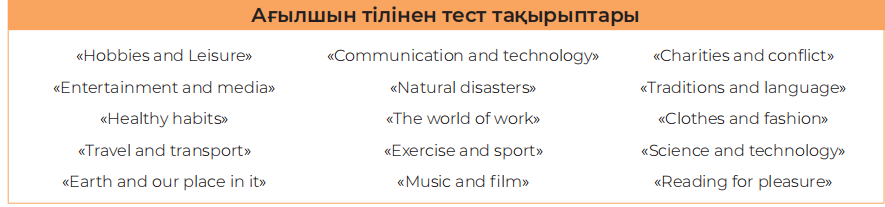 Ағылшын тілінен тест тақырыптары
«Hobbies and Leisure» «Communication and technology» «Charities and conflict»
«Entertainment and media» «Natural disasters» «Traditions and language»
«Healthy habits» «The world of work» «Clothes and fashion»
«Travel and transport» «Exercise and sport» «Science and technology»
«Earth and our place in it» «Music and film» «Reading for pleasure»